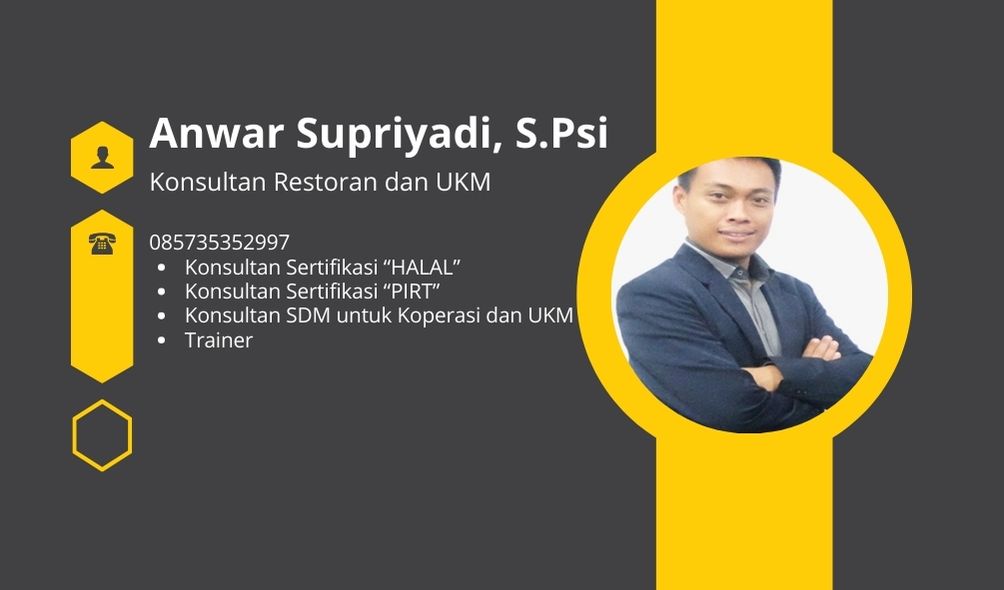 Anwar Supriyadi, S.Psi
Konsultan Restoran dan UKM
085735352997
• Konsultan Sertifikasi “HALAL”
• Konsultan Sertifikasi “PIRT”
• Konsultan SDM untuk Koperasi dan UKM
• Trainer